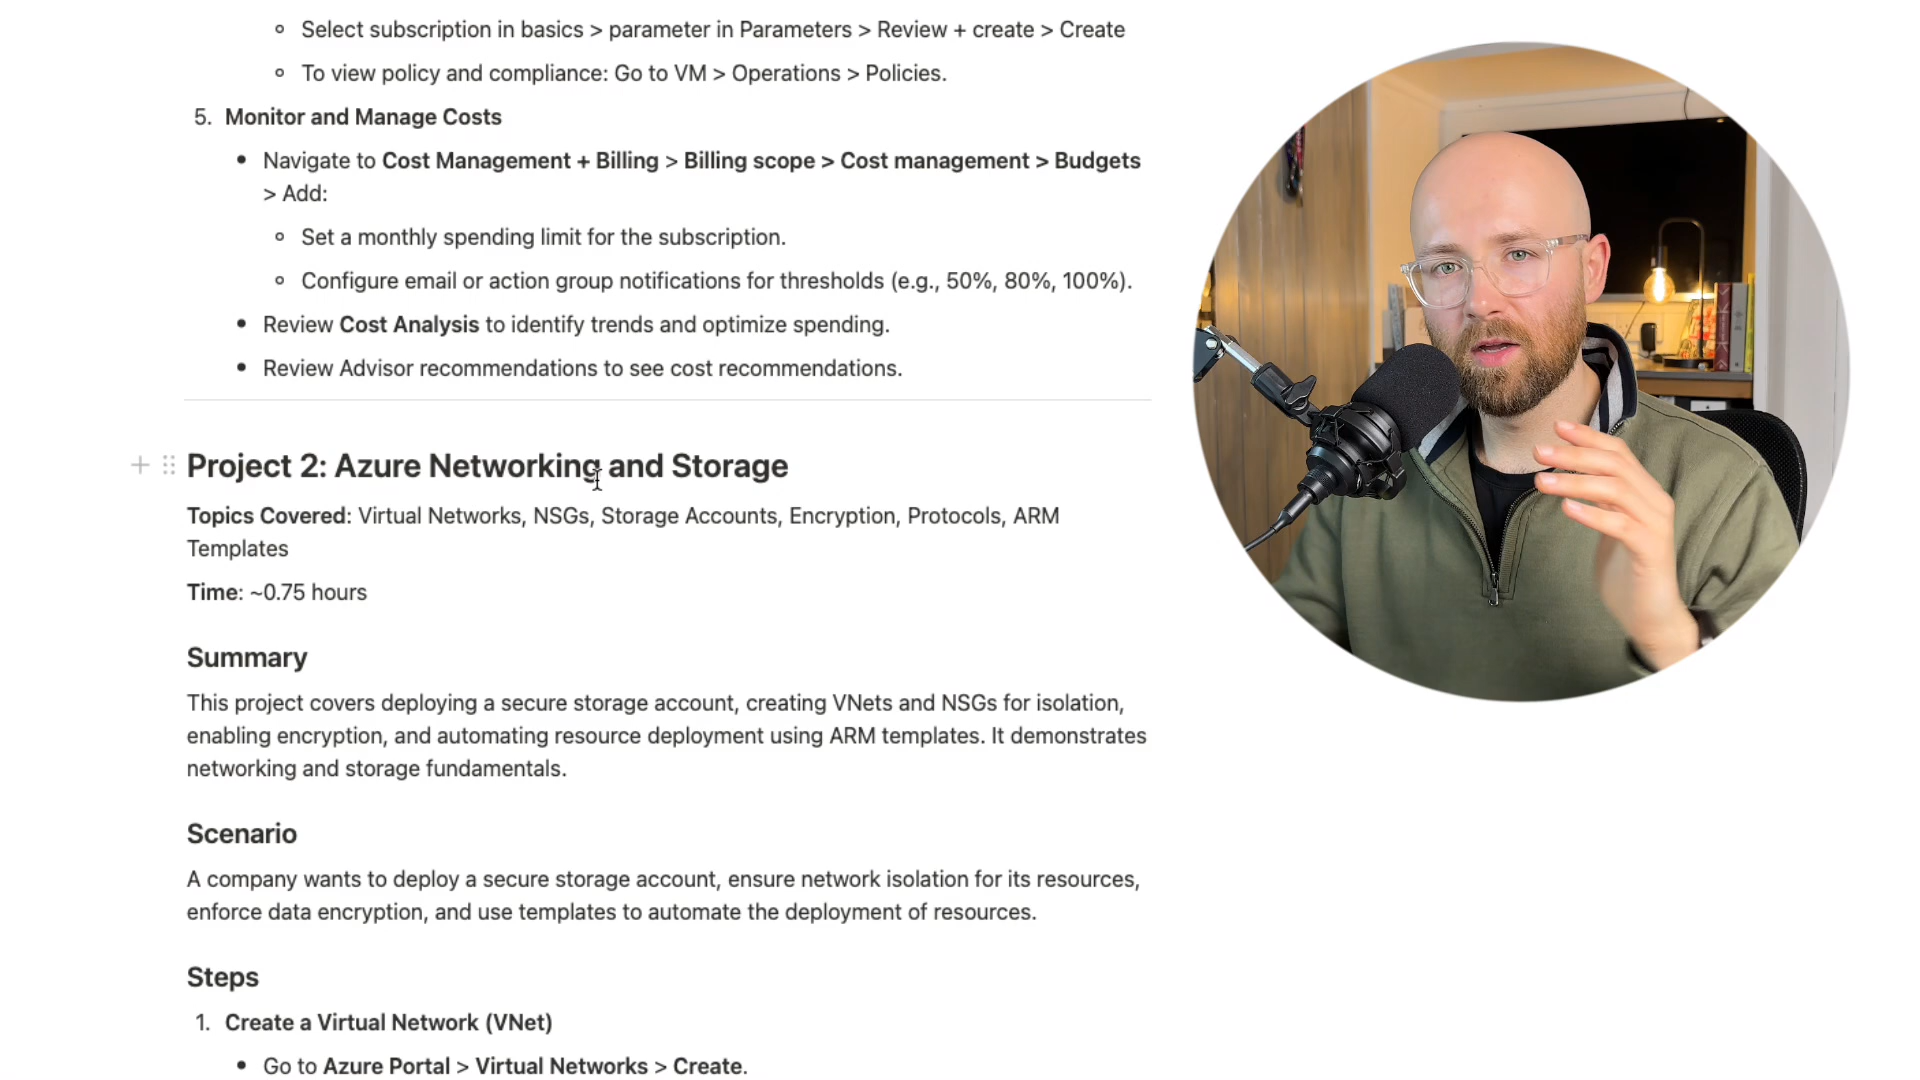 Select subscription in basics > parameter in Parameters > Review + create > Create
To view policy and compliance: Go to VM > Operations > Policies.
5. Monitor and Manage Costs
Navigate to Cost Management + Billing > Billing scope > Cost management > Budgets
> Add:
Set a monthly spending limit for the subscription.
Configure email or action group notifications for thresholds (e.g., 50%, 80%, 100%).
Review Cost Analysis to identify trends and optimize spending.
Review Advisor recommendations to see cost recommendations.
Project 2: Azure Networking and Storage
Topics Covered: Virtual Networks, NSGs, Storage Accounts, Encryption, Protocols, ARM
Templates
Time: ~0.75 hours
Summary
This project covers deploying a secure storage account, creating VNets and NSGs for isolation,
enabling encryption, and automating resource deployment using ARM templates. It demonstrates
networking and storage fundamentals.
Scenario
A company wants to deploy a secure storage account, ensure network isolation for its resources,
enforce data encryption, and use templates to automate the deployment of resources.
Steps
1. Create a Virtual Network (VNet)
Go to Azure Portal > Virtual Networks > Create.